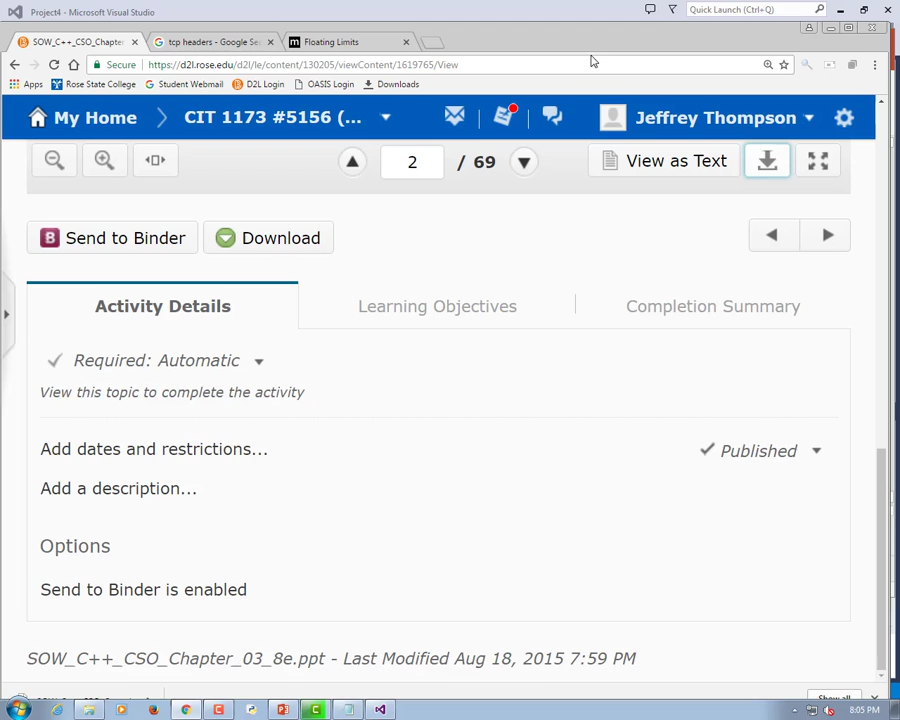 Project4 - Microsoft Visual Studio
Quick Launch (Ctrl+Q)
SOW_C++_CSO_Chapter tcp headers - Google Se Floating Limits
Secure https://d2l.rose.edu/d2l/le/content/130205/viewContent/1619765/View
Apps Rose State College Student Webmail D2L Login OASIS Login Downloads
My Home CIT 1173 #5156 (... Jeffrey Thompson
2 / 69 View as Text
B Send to Binder Download
Activity Details Learning Objectives Completion Summary
Required: Automatic
View this topic to complete the activity
Add dates and restrictions...
Published
Add a description...
Options
Send to Binder is enabled
SOW_C++_CSO_Chapter_03_8e.ppt - Last Modified Aug 18, 2015 7:59 PM
Show all
8:05 PM